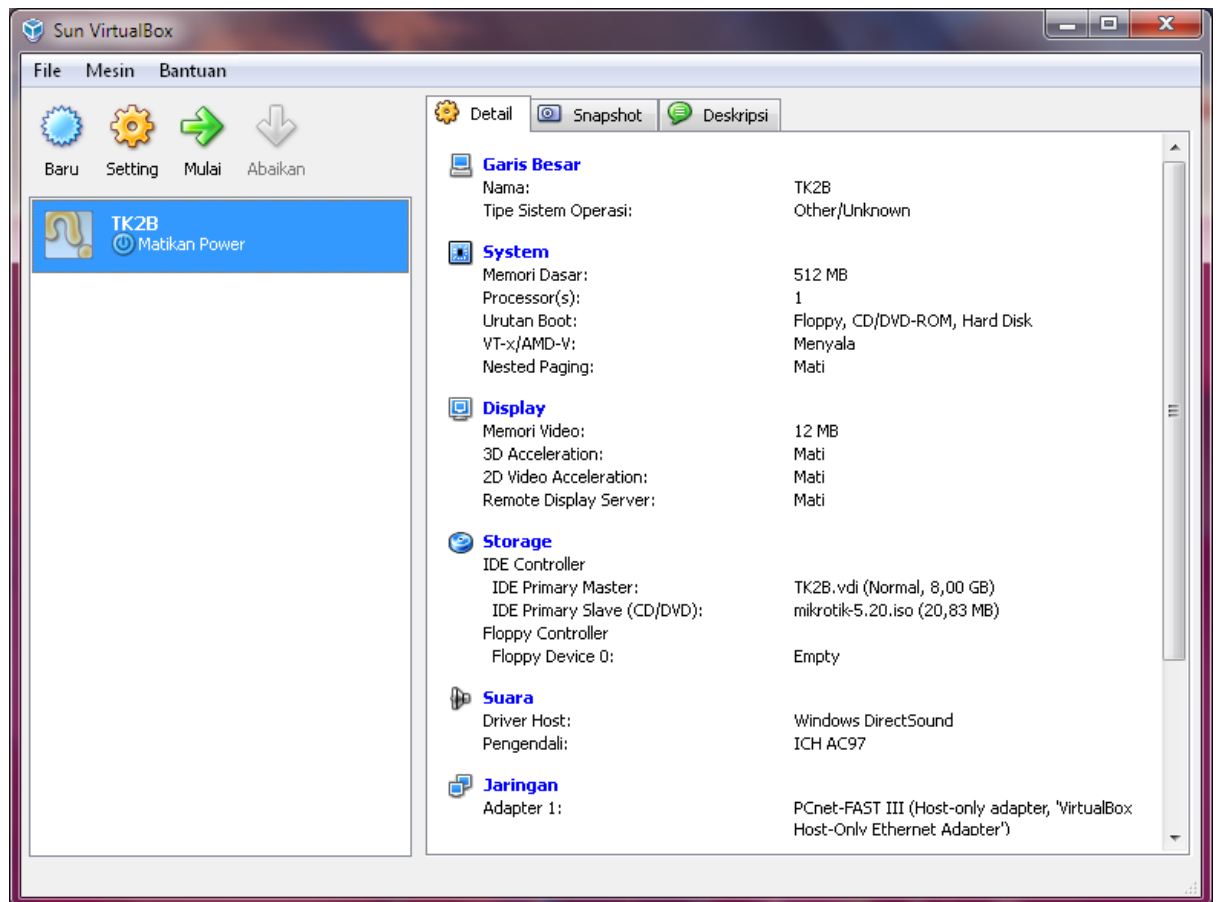 Sun VirtualBox
File Mesin Bantuan
Baru Setting Mulai Abaikan
TK2B
Matikan Power
Detail Snapshot Deskripsi
Garis Besar
Nama: TK2B
Tipe Sistem Operasi: Other/Unknown
System
Memori Dasar: 512 MB
Processor(s): 1
Urutan Boot: Floppy, CD/DVD-ROM, Hard Disk
VT-x/AMD-V: Menyala
Nested Paging: Mati
Display
Memori Video: 12 MB
3D Acceleration: Mati
2D Video Acceleration: Mati
Remote Display Server: Mati
Storage
IDE Controller
IDE Primary Master: TK2B.vdi (Normal, 8,00 GB)
IDE Primary Slave (CD/DVD): mikrotik-5.20.iso (20,83 MB)
Floppy Controller
Floppy Device 0: Empty
Suara
Driver Host: Windows DirectSound
Pengendali: ICH AC97
Jaringan
Adapter 1: PCnet-FAST III (Host-only adapter, 'VirtualBox
Host-Only Ethernet Adapter')